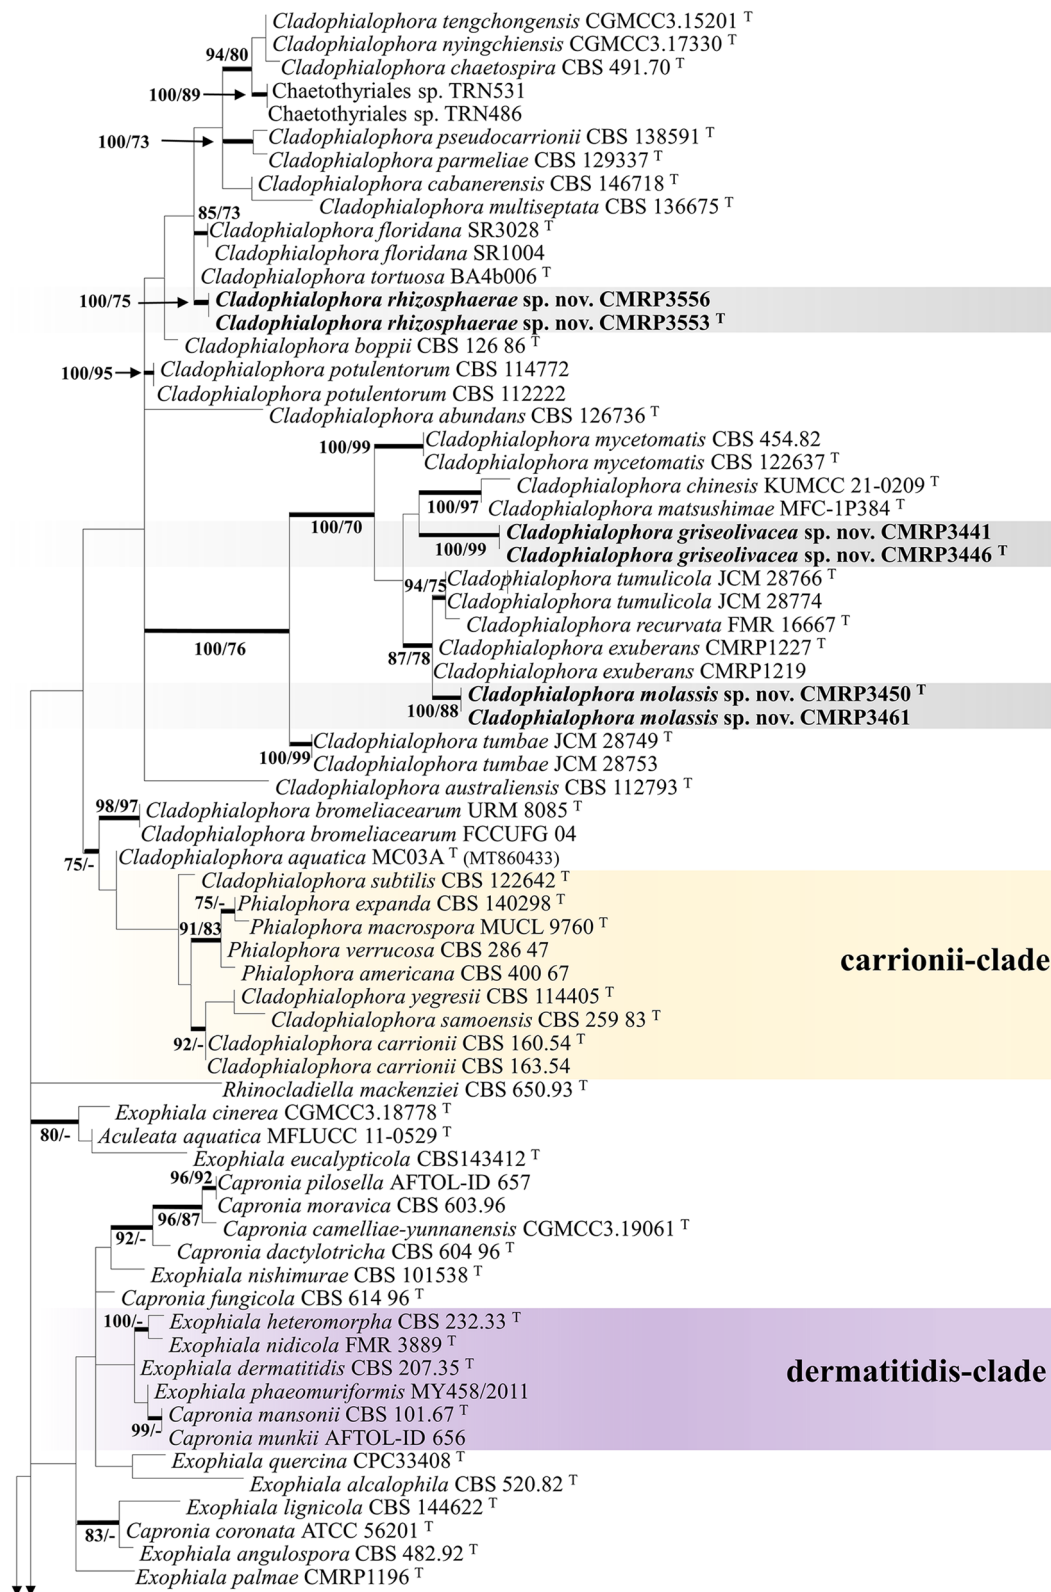 Cladophialophora tengchongensis CGMCC3.15201 T
Cladophialophora nyingchiensis CGMCC3.17330 T
94/80
Cladophialophora chaetospira CBS 491.70 T
100/89
Chaetothyriales sp. TRN531
Chaetothyriales sp. TRN486
100/73
Cladophialophora pseudocarrionii CBS 138591 T
Cladophialophora parmeliae CBS 129337 T
Cladophialophora cabanerensis CBS 146718 T
Cladophialophora multiseptata CBS 136675 T
85/73
Cladophialophora floridana SR3028 T
Cladophialophora floridana SR1004
Cladophialophora tortuosa BA4b006 T
100/75
Cladophialophora rhizosphaerae sp. nov. CMRP3556
Cladophialophora rhizosphaerae sp. nov. CMRP3553 T
Cladophialophora boppii CBS 126 86 T
100/95
Cladophialophora potulentorum CBS 114772
Cladophialophora potulentorum CBS 112222
Cladophialophora abundans CBS 126736 T
100/99
Cladophialophora mycetomatis CBS 454.82
Cladophialophora mycetomatis CBS 122637 T
Cladophialophora chinesis KUMCC 21-0209 T
100/97
Cladophialophora matsushimae MFC-1P384 T
100/70
Cladophialophora griseolivacea sp. nov. CMRP3441
100/99
Cladophialophora griseolivacea sp. nov. CMRP3446 T
94/75
Cladophialophora tumulicola JCM 28766 T
Cladophialophora tumulicola JCM 28774
Cladophialophora recurvata FMR 16667 T
100/76
87/78
Cladophialophora exuberans CMRP1227 T
Cladophialophora exuberans CMRP1219
Cladophialophora molassis sp. nov. CMRP3450 T
100/88
Cladophialophora molassis sp. nov. CMRP3461
Cladophialophora tumbae JCM 28749 T
100/99
Cladophialophora tumbae JCM 28753
Cladophialophora australiensis CBS 112793 T
98/97
Cladophialophora bromeliacearum URM 8085 T
Cladophialophora bromeliacearum FCCUFG 04
75/-
Cladophialophora aquatica MC03A T (MT860433)
Cladophialophora subtilis CBS 122642 T
75/-
Phialophora expanda CBS 140298 T
91/83
Phialophora macrospora MUCL 9760 T
Phialophora verrucosa CBS 286 47
carrionii-clade
Phialophora americana CBS 400 67
Cladophialophora yegresii CBS 114405 T
Cladophialophora samoensis CBS 259 83 T
92/-
Cladophialophora carrionii CBS 160.54 T
Cladophialophora carrionii CBS 163.54
Rhinocladiella mackenziei CBS 650.93 T
Exophiala cinerea CGMCC3.18778 T
80/-
Aculeata aquatica MFLUCC 11-0529 T
Exophiala eucalypticola CBS143412 T
96/92
Capronia pilosella AFTOL-ID 657
Capronia moravica CBS 603.96
96/87
Capronia camelliae-yunnanensis CGMCC3.19061 T
92/-
Capronia dactylotricha CBS 604 96 T
Exophiala nishimurae CBS 101538 T
Capronia fungicola CBS 614 96 T
100/-
Exophiala heteromorpha CBS 232.33 T
Exophiala nidicola FMR 3889 T
Exophiala dermatitidis CBS 207.35 T
dermatitidis-clade
Exophiala phaeomuriformis MY458/2011
Capronia mansonii CBS 101.67 T
99/-
Capronia munkii AFTOL-ID 656
Exophiala quercina CPC33408 T
Exophiala alcalophila CBS 520.82 T
Exophiala lignicola CBS 144622 T
83/-
Capronia coronata ATCC 56201 T
Exophiala angulospora CBS 482.92 T
Exophiala palmae CMRP1196 T